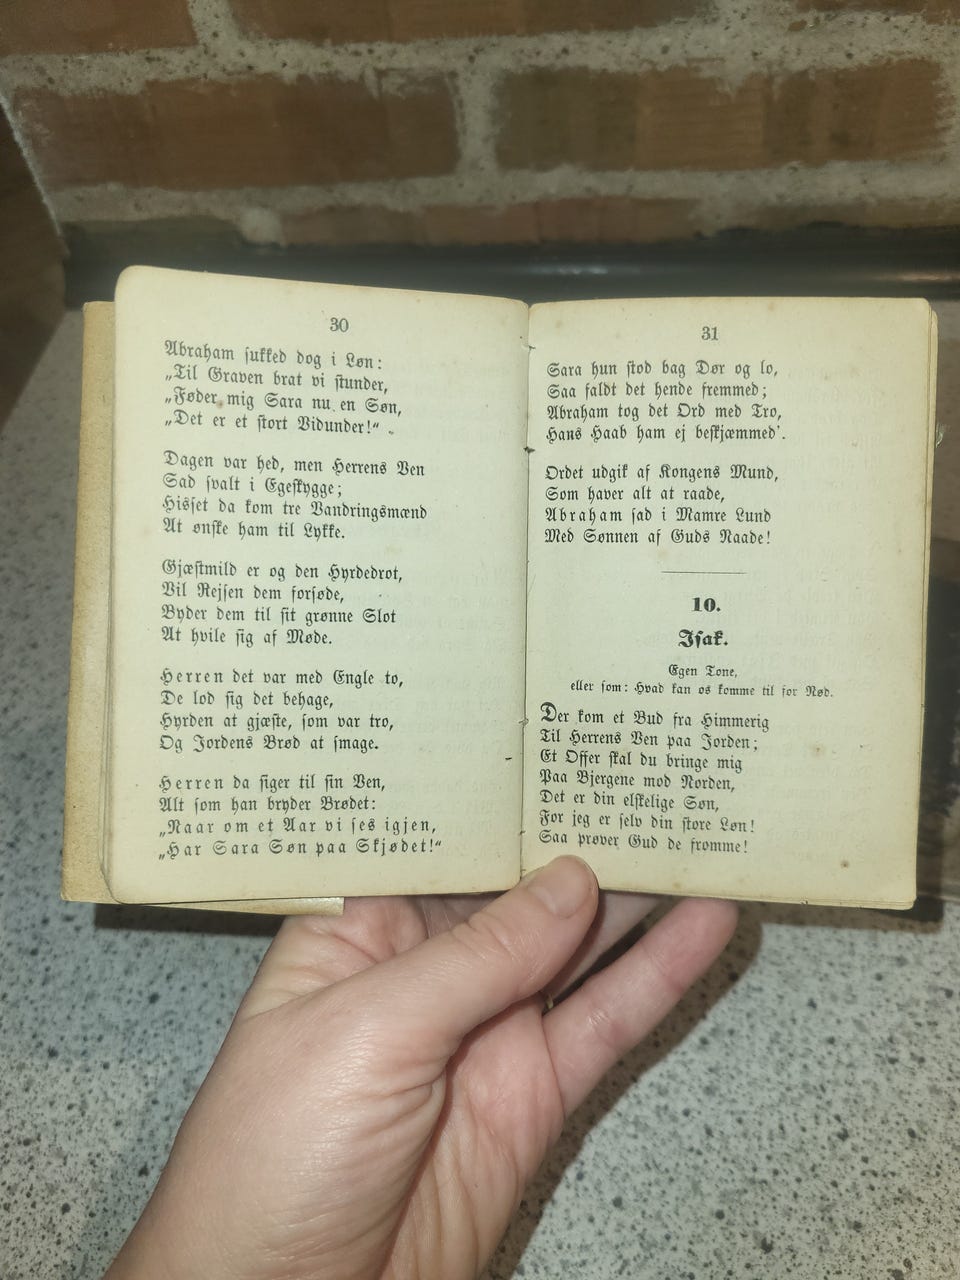 30
Abraham sukked dog i Løn:
„Til Graven brat vi stunder,
„Føder mig Sara nu en Søn,
„Det er et stort Vidunder!“
Dagen var hed, men Herrens Ven
Sad svalt i Egeskygge;
Hisset da kom tre Vandringsmænd
At ønske ham til Lykke.
Gjæstmild er og den Hyrdedrot,
Vil Rejsen dem forsøde,
Byder dem til sit grønne Slot
At hvile sig af Møde.
Herren det var med Engle to,
De lod sig det behage,
Hyrden at gjæste, som var tro,
Og Jordens Brød at smage.
Herren da siger til sin Ven,
Alt som han bryder Brødet:
„Naar om et Aar vi ses igjen,
„Har Sara Søn paa Skjødet!“
31
Sara hun stod bag Dør og lo,
Saa faldt det hende fremmed;
Abraham tog det Ord med Tro,
Hans Haab ham ej beskjæmmed'.
Ordet udgik af Kongens Mund,
Som haver alt at raade,
Abraham sad i Mamre Lund
Med Sønnen af Guds Naade!
10.
Isak.
Egen Tone,
eller som: Hvad kan os komme til for Nød.
Der kom et Bud fra Himmerig
Til Herrens Ven paa Jorden;
Et Offer skal du bringe mig
Paa Bjergene mod Norden,
Det er din elskelige Søn,
For jeg er selv din store Løn!
Saa prøver Gud de fromme!